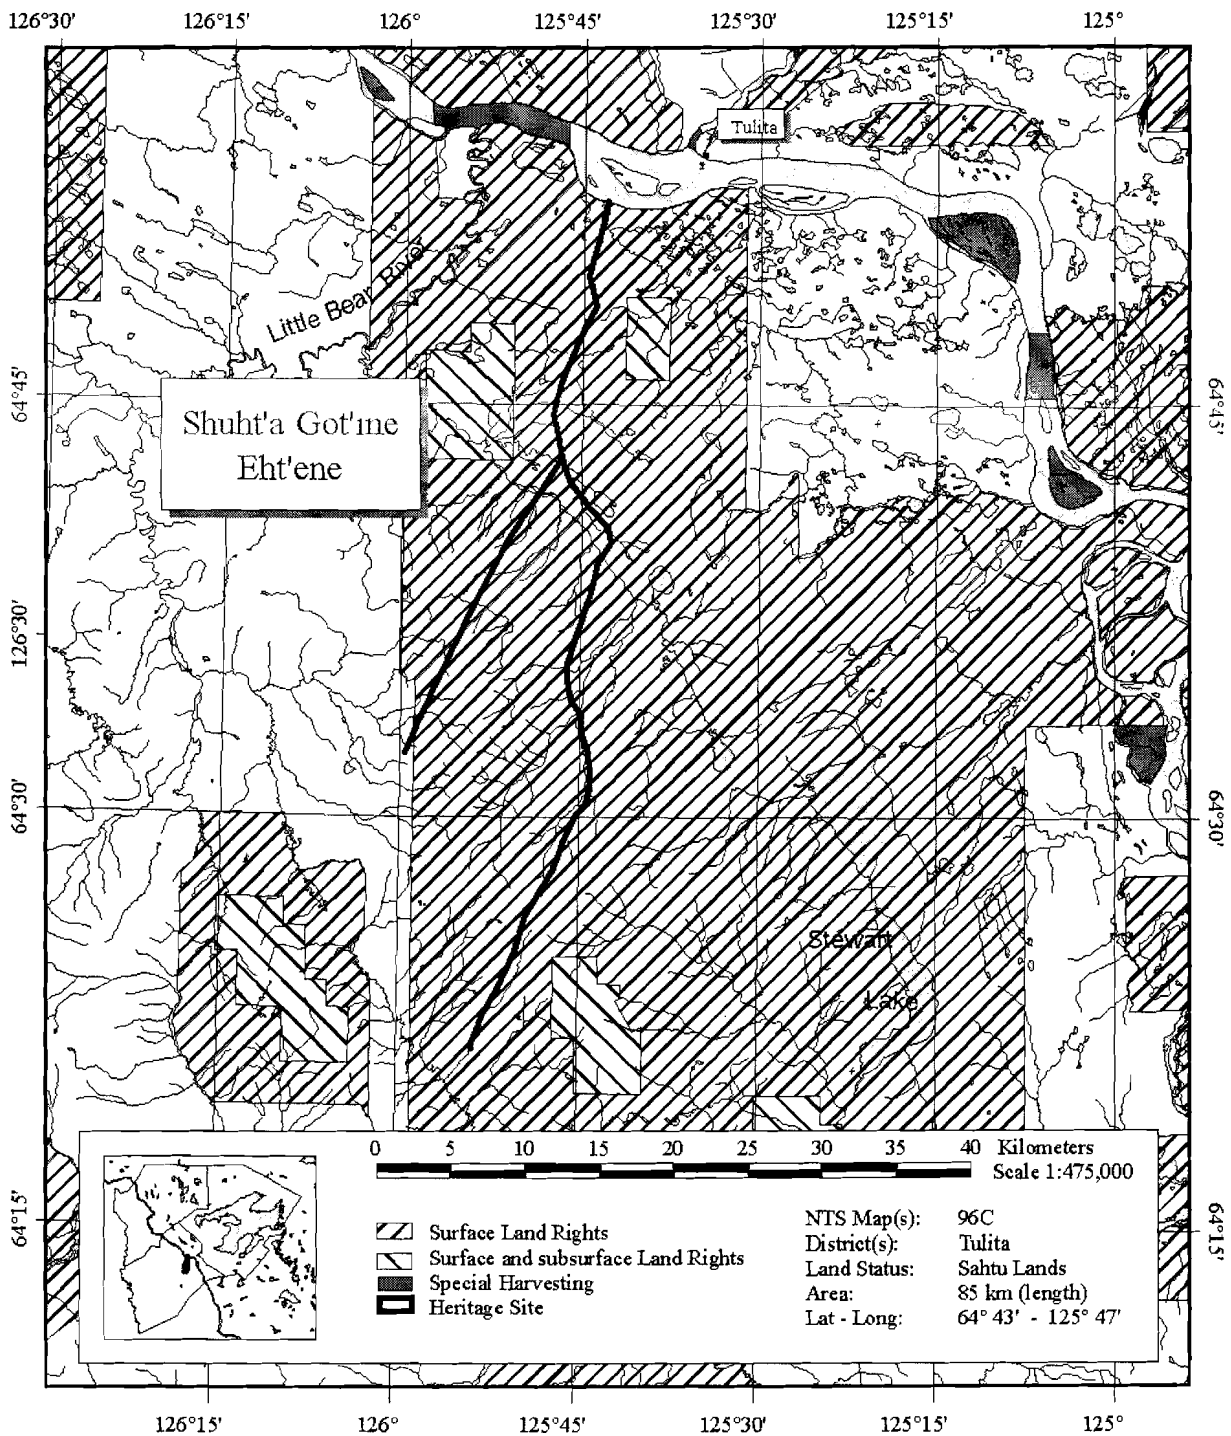 126°30' 126°15' 126° 125°45' 125°30' 125°15' 125°
Tulita
Little Bear River
64°45'
64°45'
Shuht'a Got'ıne
Eht'ene
126°30'
64°30'
64°30'
Stewart
Lake
0 5 10 15 20 25 30 35 40 Kilometers
Scale 1:475,000
Surface Land Rights
Surface and subsurface Land Rights
Special Harvesting
Heritage Site
NTS Map(s): 96C
District(s): Tulita
Land Status: Sahtu Lands
Area: 85 km (length)
Lat - Long: 64° 43' - 125° 47'
64°15'
64°15'
126°15' 126° 125°45' 125°30' 125°15' 125°